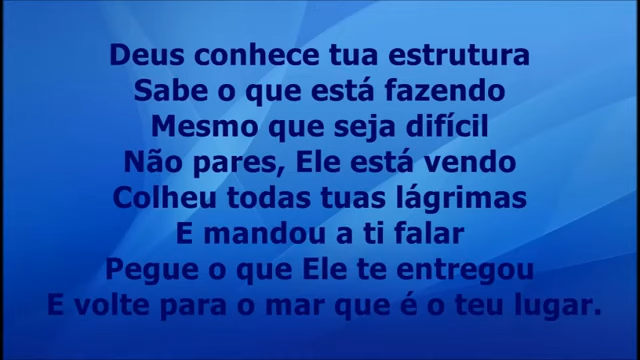 Deus conhece tua estrutura
Sabe o que está fazendo
Mesmo que seja difícil
Não pares, Ele está vendo
Colheu todas tuas lágrimas
E mandou a ti falar
Pegue o que Ele te entregou
E volte para o mar que é o teu lugar.